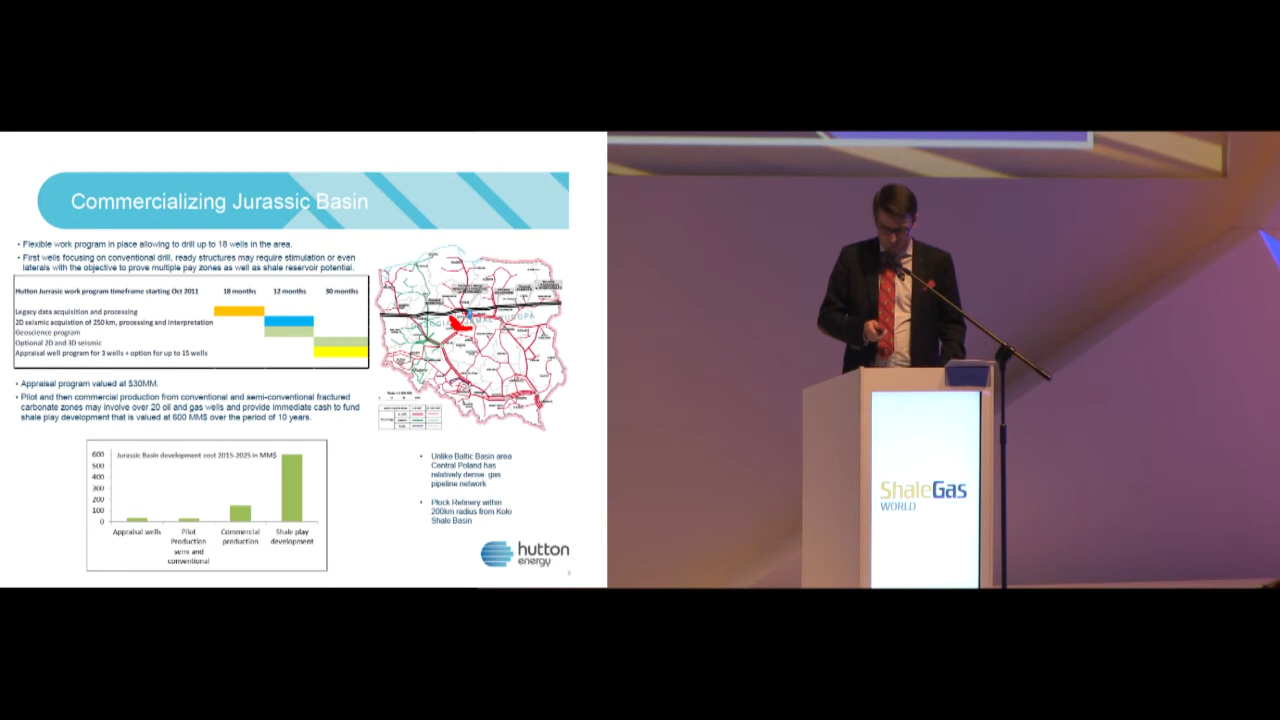 Commercializing Jurassic Basin
• Flexible work program in place allowing to drill up to 18 wells in the area.
• First wells focusing on conventional drill, ready structures may require stimulation or even
laterals with the objective to prove multiple pay zones as well as shale reservoir potential.
Hutton Jurrasic work program timeframe starting Oct 2011 18 months 12 months 30 months
Legacy data acquisition and processing
2D seismic acquistion of 250 km, processing and interpretation
Geoscience program
Optional 2D and 3D seismic
Appraisal well program for 3 wells + option for up to 15 wells
• Appraisal program valued at $30MM.
• Pilot and then commercial production from conventional and semi-conventional fractured
carbonate zones may involve over 20 oil and gas wells and provide immediate cash to fund
shale play development that is valued at 600 MM$ over the period of 10 years.
Jurassic Basin development cost 2015-2025 in MM$
600
500
400
300
200
100
0
Appraisal wells
Pilot
Production
semi and
conventional
Commercial
production
Shale play
development
• Unlike Baltic Basin area
Central Poland has
relatively dense gas
pipeline network
• Plock Refinery within
200km radius from Kolo
Shale Basin
hutton
energy
ShaleGas
WORLD